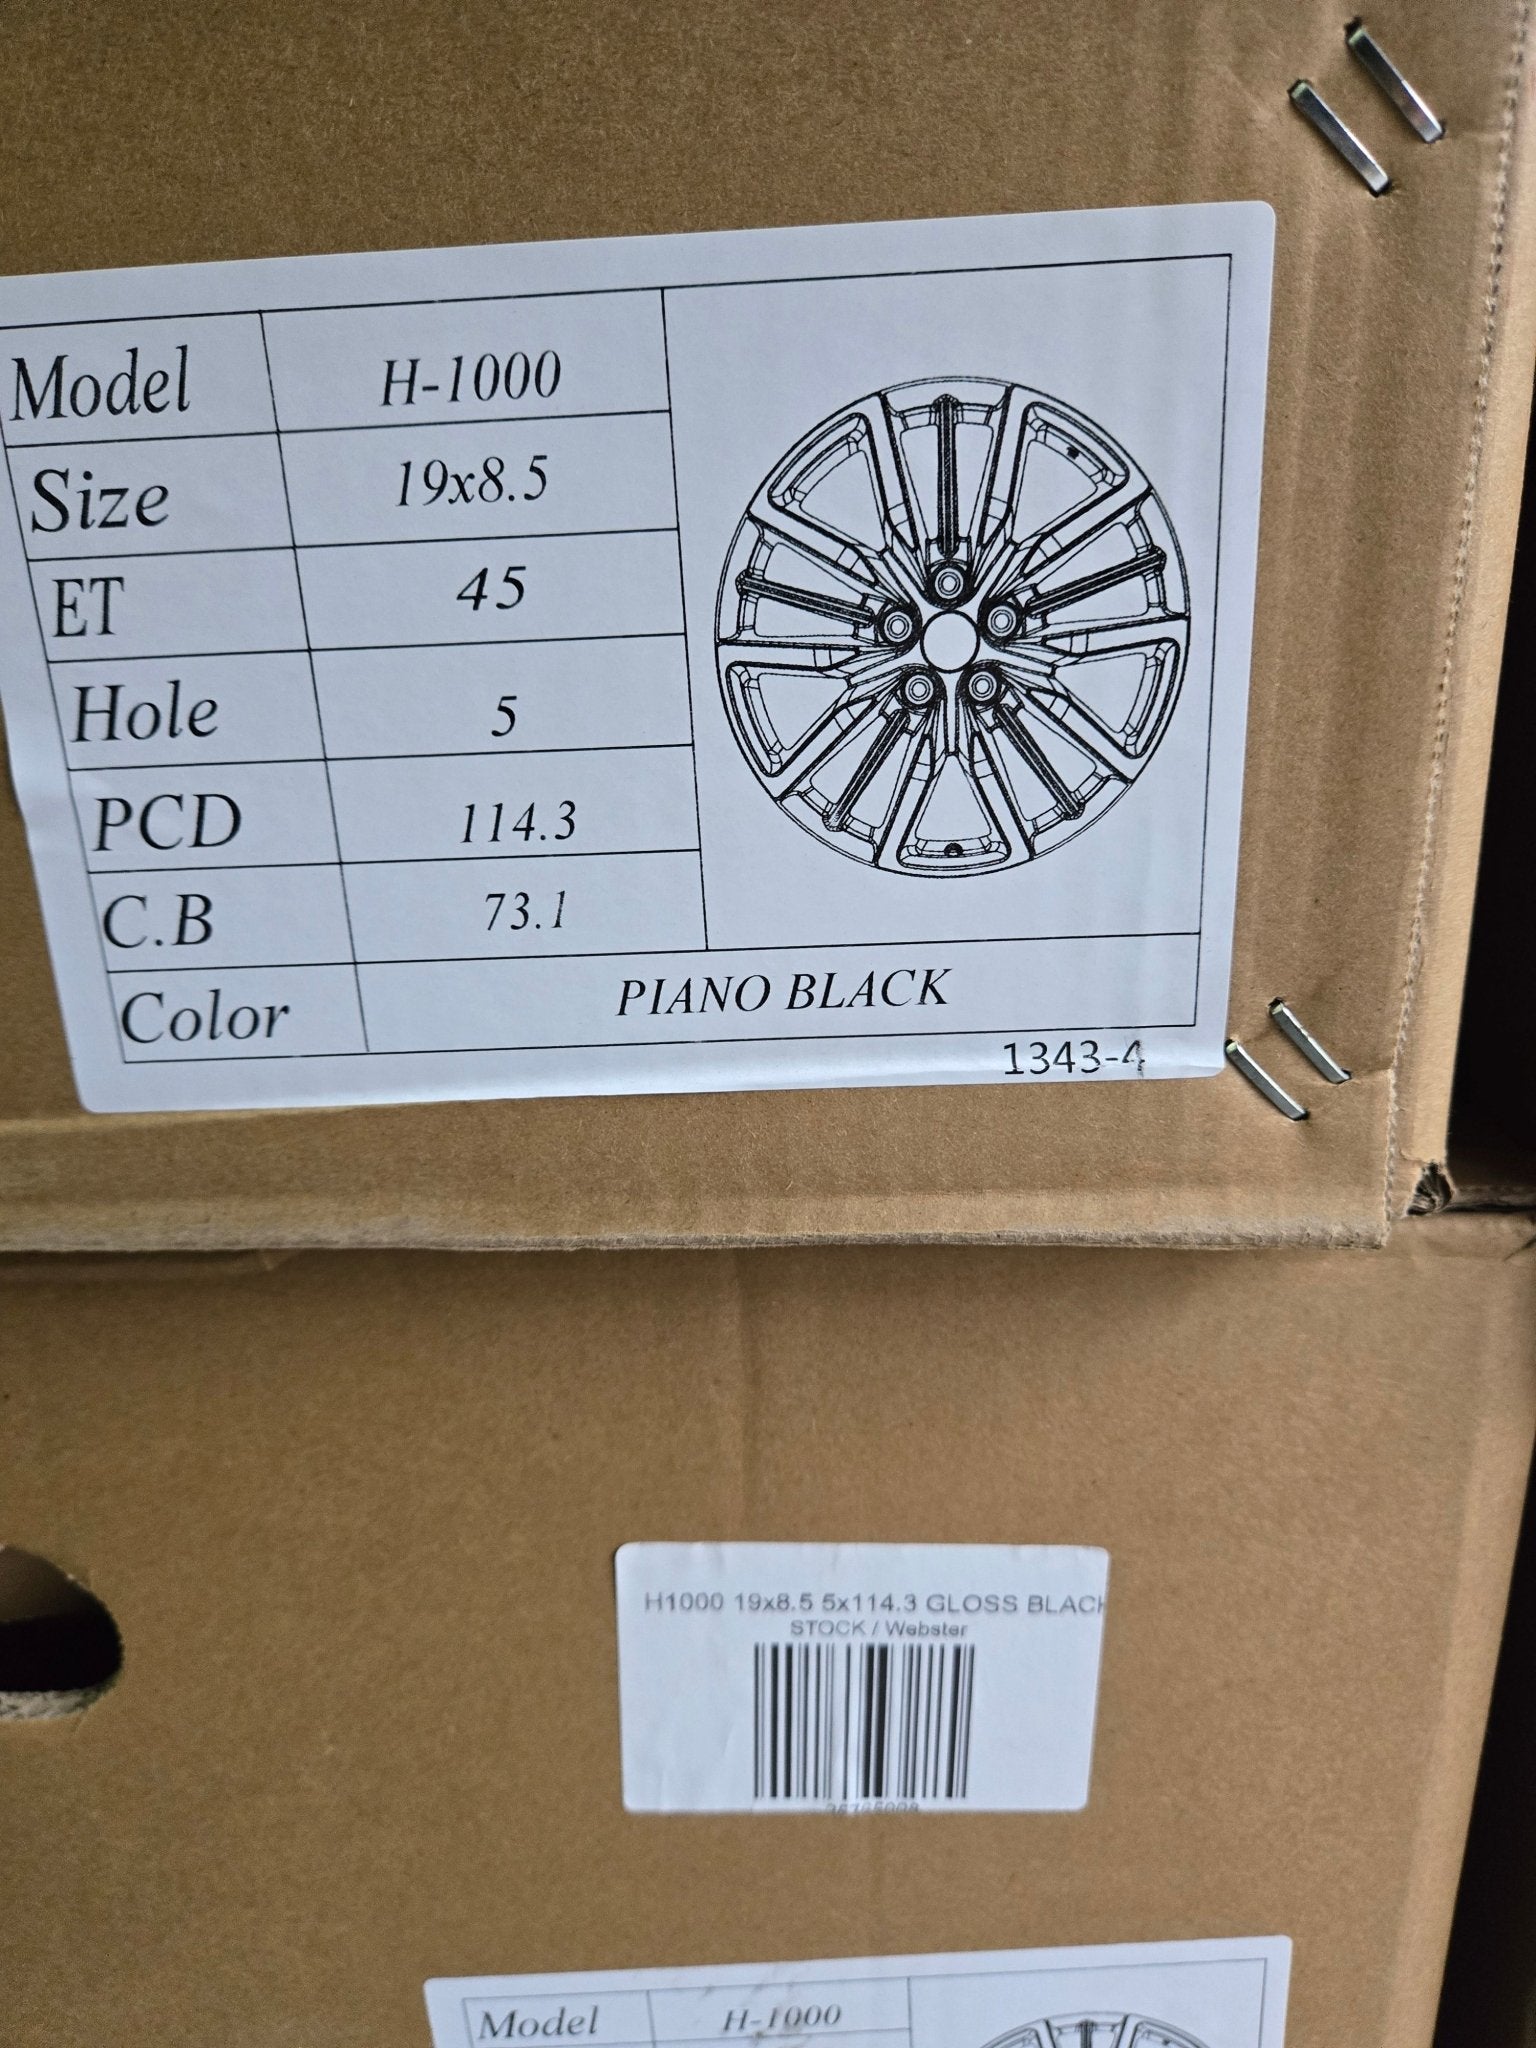 Model H-1000
Size 19x8.5
ET 45
Hole 5
PCD 114.3
C.B 73.1
Color PIANO BLACK
1343-4
H1000 19x8.5 5x114.3 GLOSS BLACK
STOCK / Webster
Model H-1000